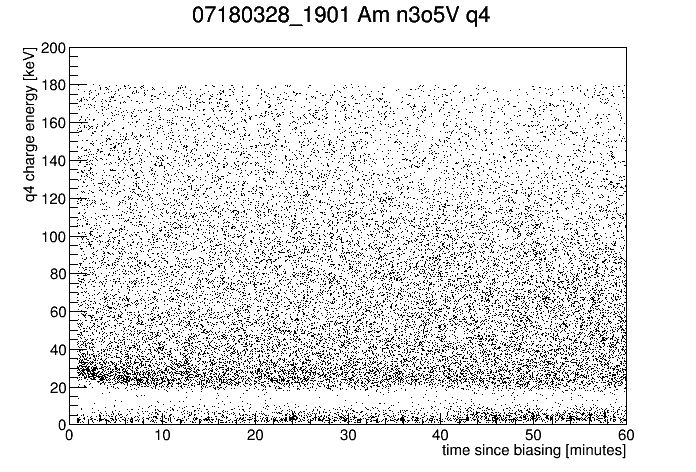 07180328_1901 Am n3o5V q4
q4 charge energy [keV]
200
180
160
140
120
100
80
60
40
20
0
0 10 20 30 40 50 60
time since biasing [minutes]